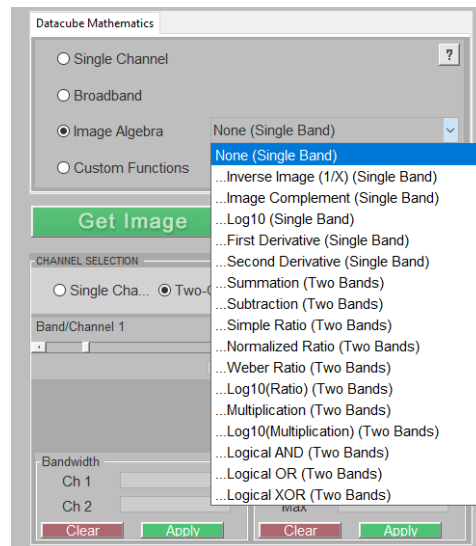 Datacube Mathematics
Single Channel
?
Broadband
Image Algebra
None (Single Band)
Custom Functions
None (Single Band)
...Inverse Image (1/X) (Single Band)
...Image Complement (Single Band)
...Log10 (Single Band)
...First Derivative (Single Band)
...Second Derivative (Single Band)
...Summation (Two Bands)
...Subtraction (Two Bands)
...Simple Ratio (Two Bands)
...Normalized Ratio (Two Bands)
...Weber Ratio (Two Bands)
...Log10(Ratio) (Two Bands)
...Multiplication (Two Bands)
...Log10(Multiplication) (Two Bands)
...Logical AND (Two Bands)
...Logical OR (Two Bands)
...Logical XOR (Two Bands)
Get Image
CHANNEL SELECTION
Single Cha...
Band/Channel 1
Bandwidth
Ch 1
Ch 2
Max
Clear
Apply
Clear
Apply